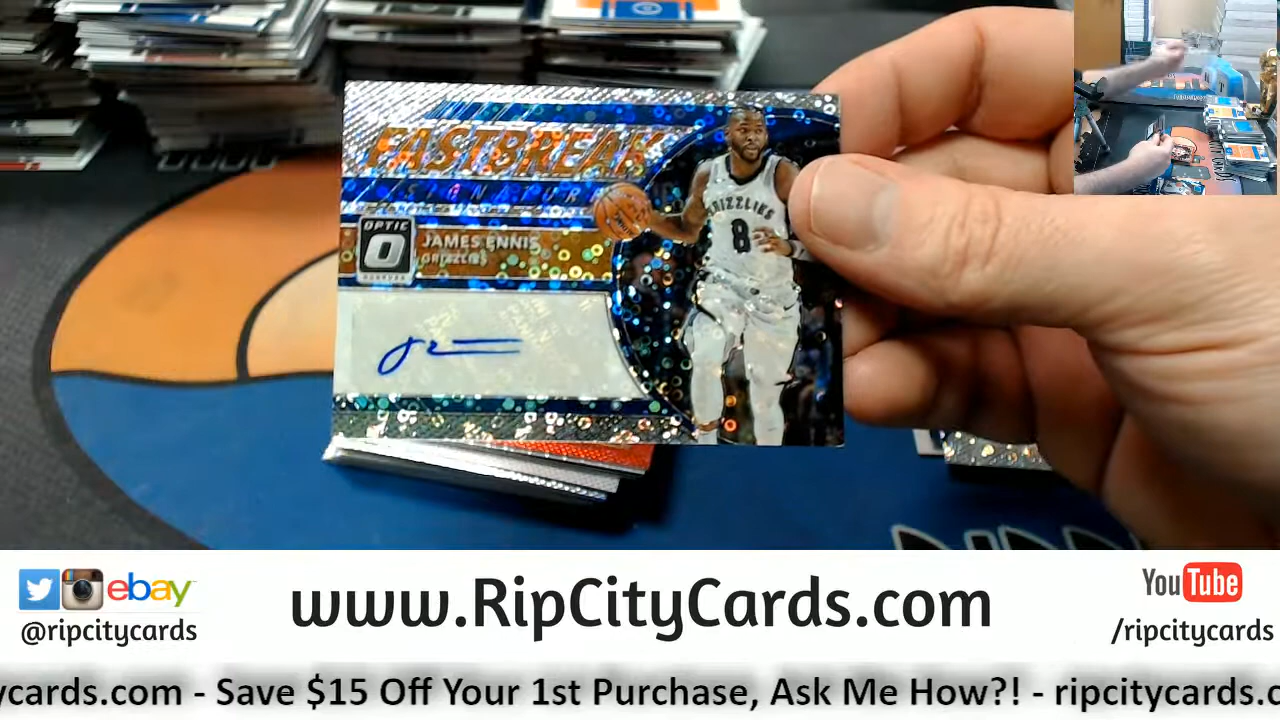 FASTBREAK
SIGNATURES
OPTIC
JAMES ENNIS
GRIZZLIES
GRIZZLIES
8
ebay
@ripcitycards
www.RipCityCards.com
YouTube
/ripcitycards
ycards.com - Save $15 Off Your 1st Purchase, Ask Me How?! - ripcitycards.c